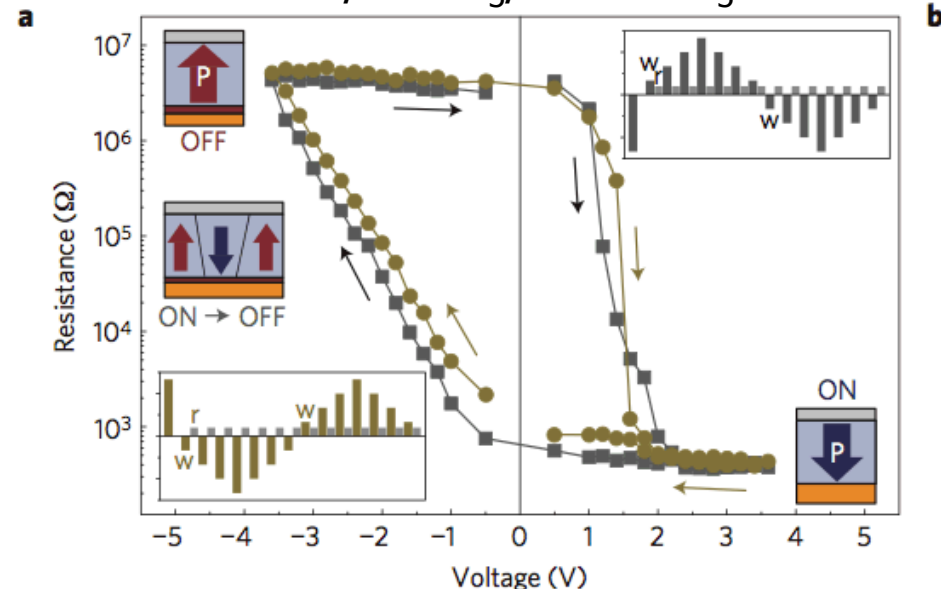 a
b
10⁷
10⁶
10⁵
10⁴
10³
Resistance (Ω)
P
OFF
ON → OFF
r
w
w
w
r
w
ON
P
−5 −4 −3 −2 −1 0 1 2 3 4 5
Voltage (V)